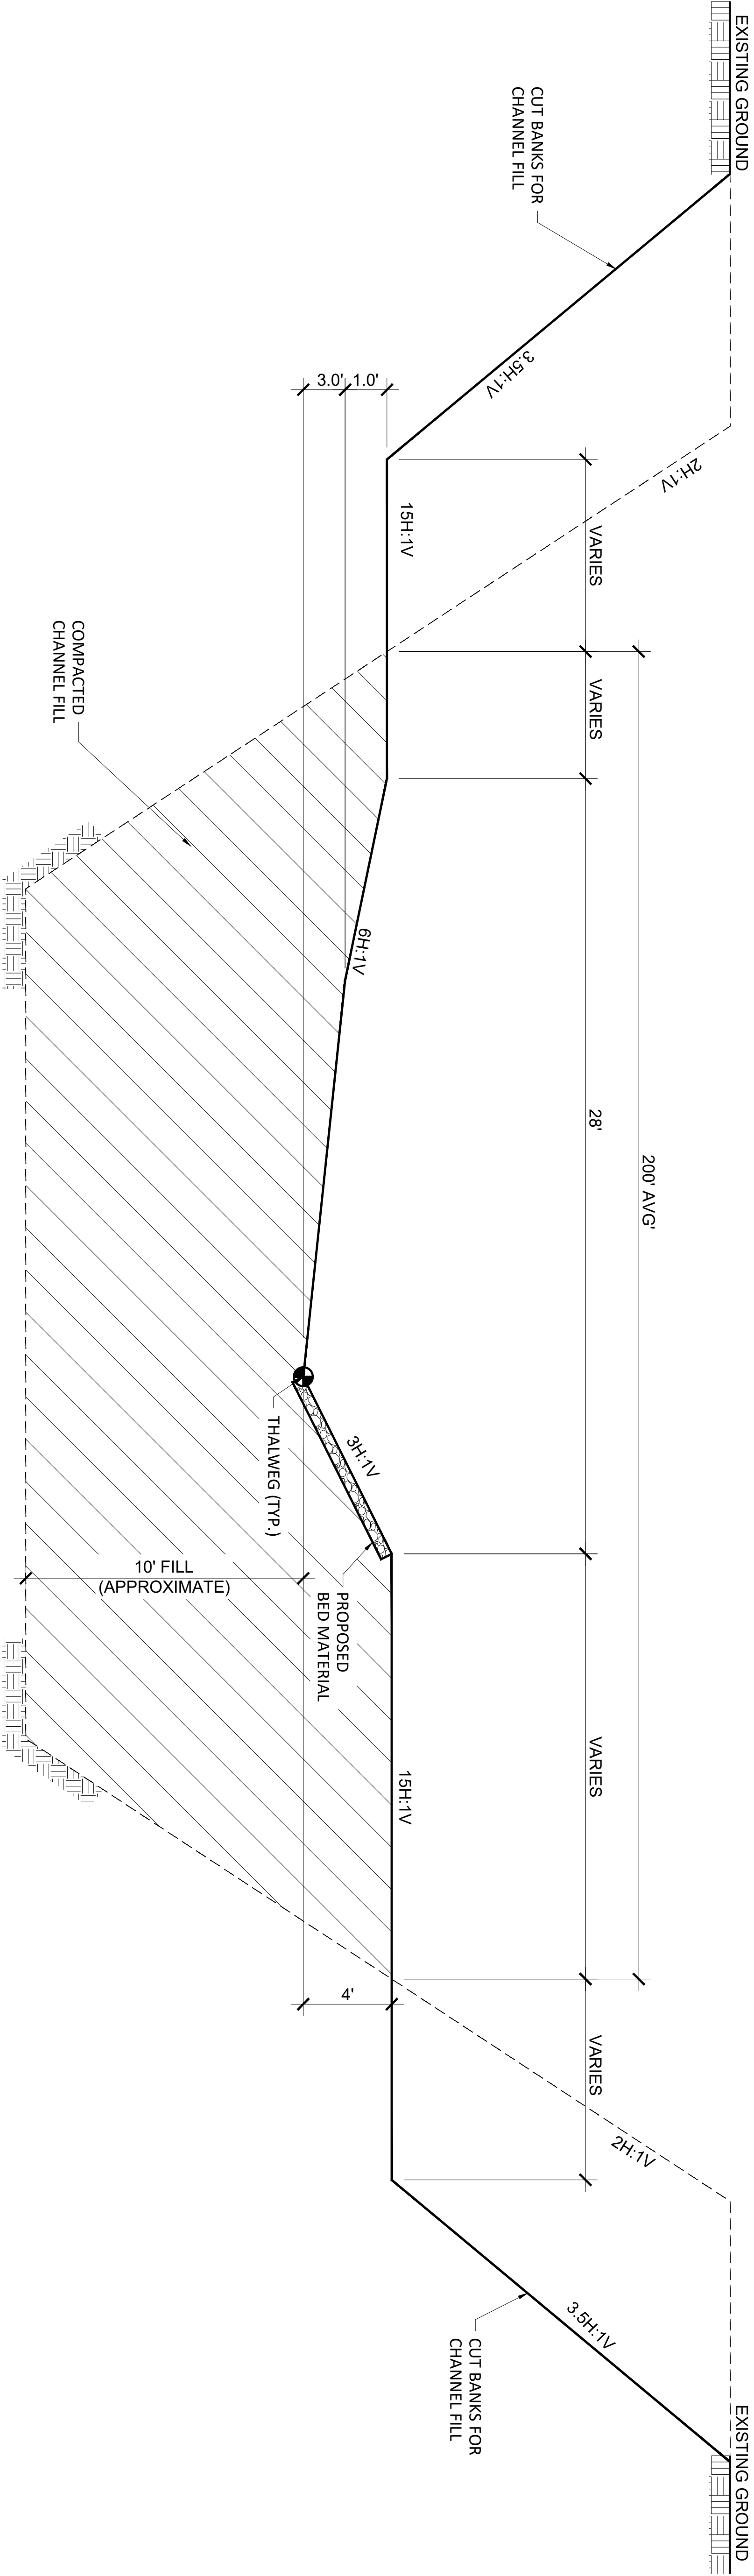 EXISTING GROUND
CUT BANKS FOR
CHANNEL FILL
3.5H:1V
2H:1V
3.0'
1.0'
15H:1V
VARIES
VARIES
COMPACTED
CHANNEL FILL
6H:1V
28'
200' AVG'
THALWEG (TYP.)
3H:1V
10' FILL
(APPROXIMATE)
PROPOSED
BED MATERIAL
15H:1V
VARIES
4'
VARIES
2H:1V
3.5H:1V
CUT BANKS FOR
CHANNEL FILL
EXISTING GROUND